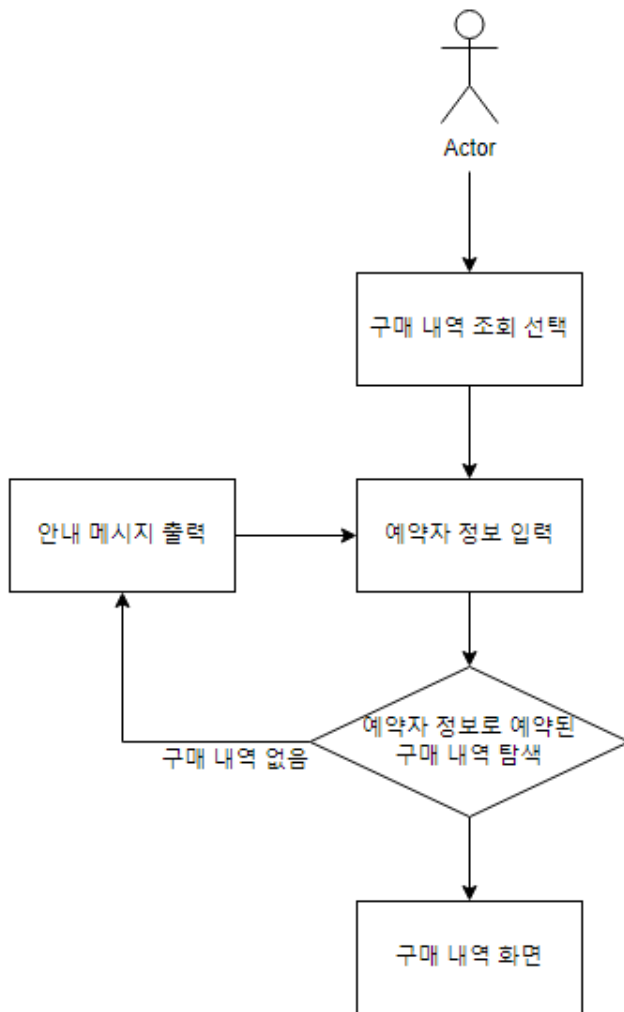 Actor
구매 내역 조회 선택
안내 메시지 출력
예약자 정보 입력
예약자 정보로 예약된
구매 내역 탐색
구매 내역 없음
구매 내역 화면